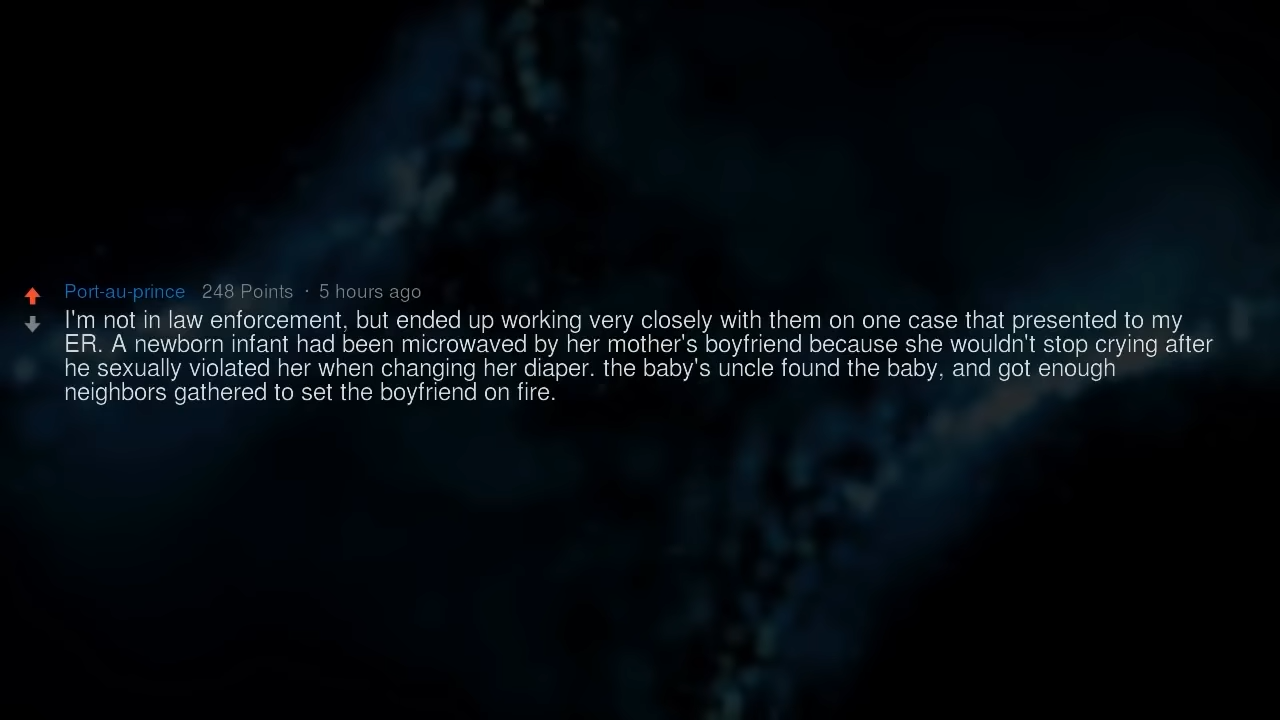 Port-au-prince 248 Points · 5 hours ago
I'm not in law enforcement, but ended up working very closely with them on one case that presented to my
ER. A newborn infant had been microwaved by her mother's boyfriend because she wouldn't stop crying after
he sexually violated her when changing her diaper. the baby's uncle found the baby, and got enough
neighbors gathered to set the boyfriend on fire.